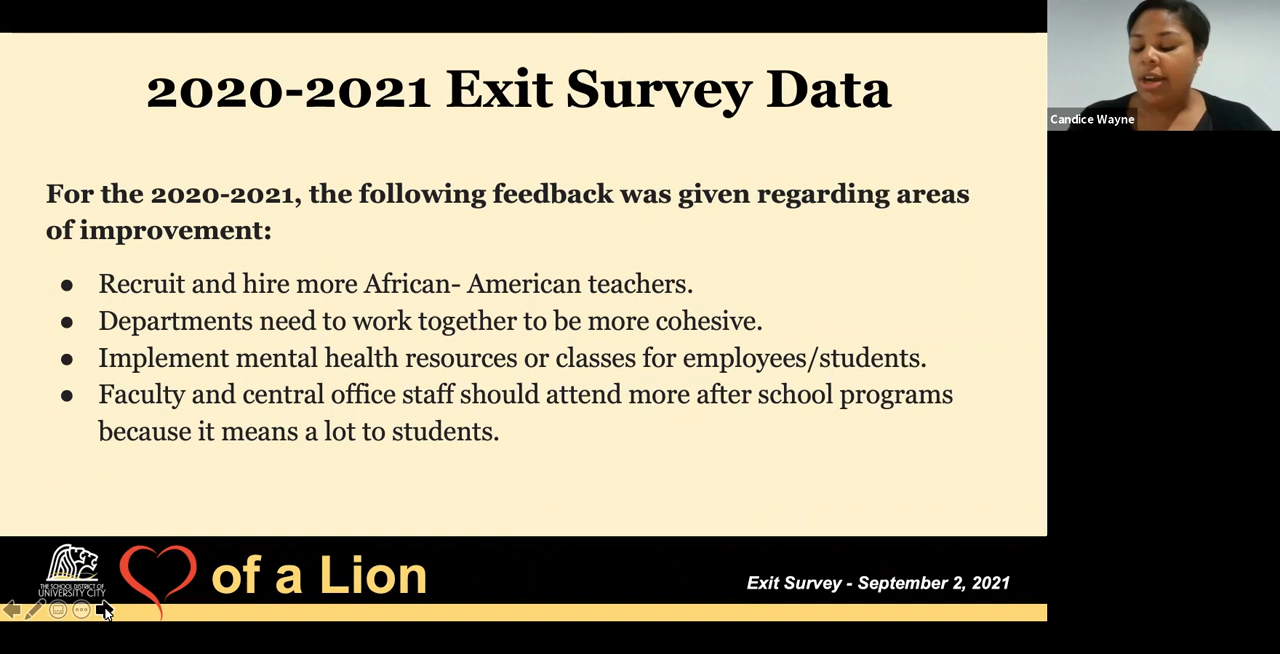 2020-2021 Exit Survey Data
Candice Wayne
For the 2020-2021, the following feedback was given regarding areas
of improvement:
● Recruit and hire more African- American teachers.
● Departments need to work together to be more cohesive.
● Implement mental health resources or classes for employees/students.
● Faculty and central office staff should attend more after school programs
because it means a lot to students.
THE SCHOOL DISTRICT OF
UNIVERSITY CITY
of a Lion
Exit Survey - September 2, 2021